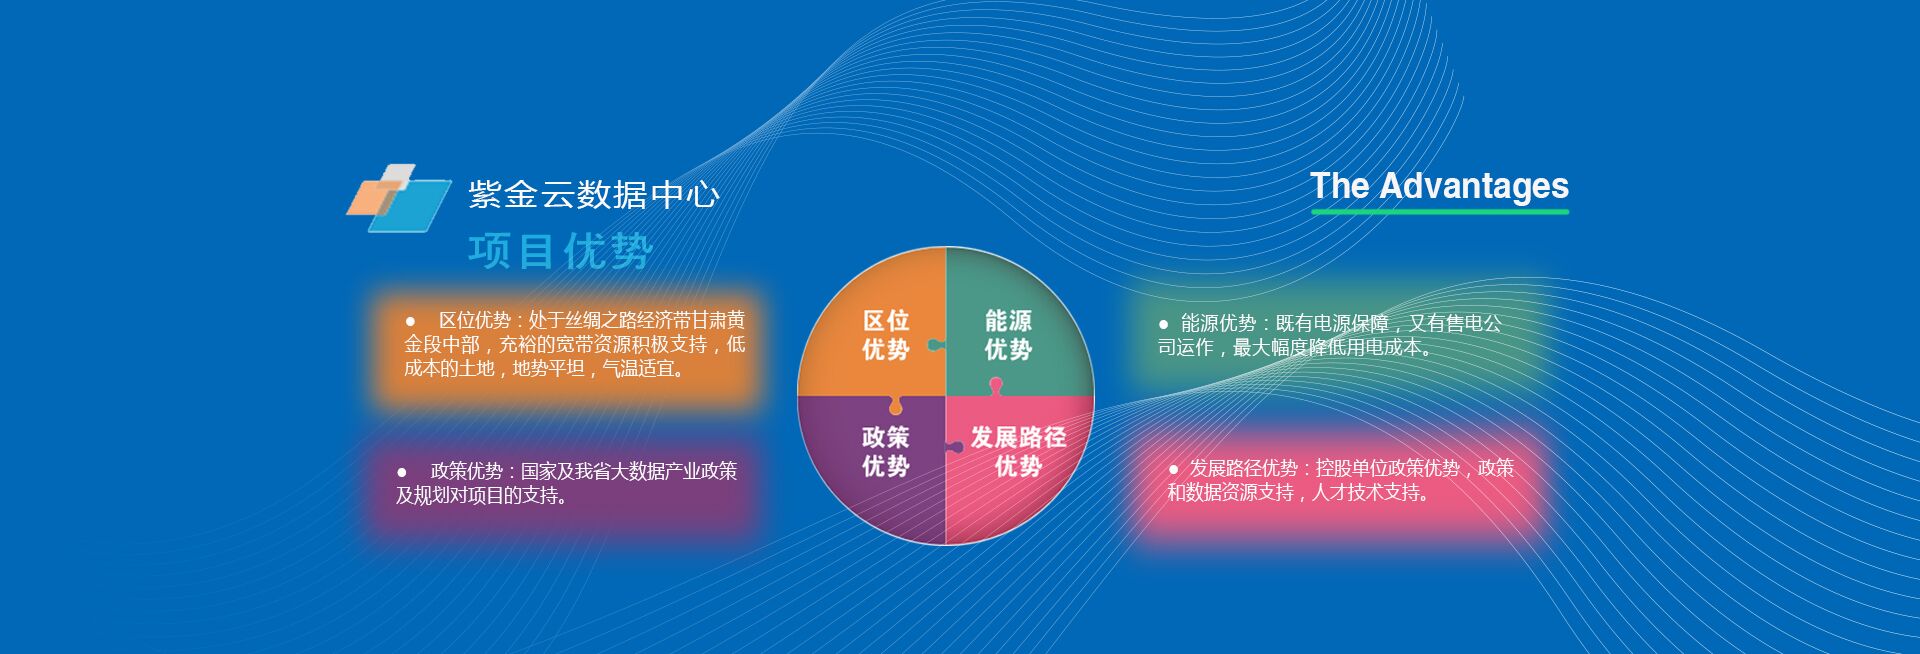 紫金云数据中心
项目优势
The Advantages
● 区位优势：处于丝绸之路经济带甘肃黄
金段中部，充裕的宽带资源积极支持，低
成本的土地，地势平坦，气温适宜。
● 政策优势：国家及我省大数据产业政策
及规划对项目的支持。
区位
优势
能源
优势
政策
优势
发展路径
优势
● 能源优势：既有电源保障，又有售电公
司运作，最大幅度降低用电成本。
● 发展路径优势：控股单位政策优势，政策
和数据资源支持，人才技术支持。